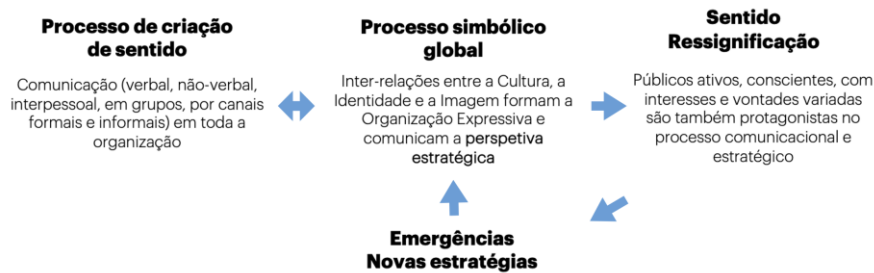 Processo de criação
de sentido
Comunicação (verbal, não-verbal,
interpessoal, em grupos, por canais
formais e informais) em toda a
organização
Processo simbólico
global
Inter-relações entre a Cultura, a
Identidade e a Imagem formam a
Organização Expressiva e
comunicam a perspetiva
estratégica
Sentido
Ressignificação
Públicos ativos, conscientes, com
interesses e vontades variadas
são também protagonistas no
processo comunicacional e
estratégico
Emergências
Novas estratégias